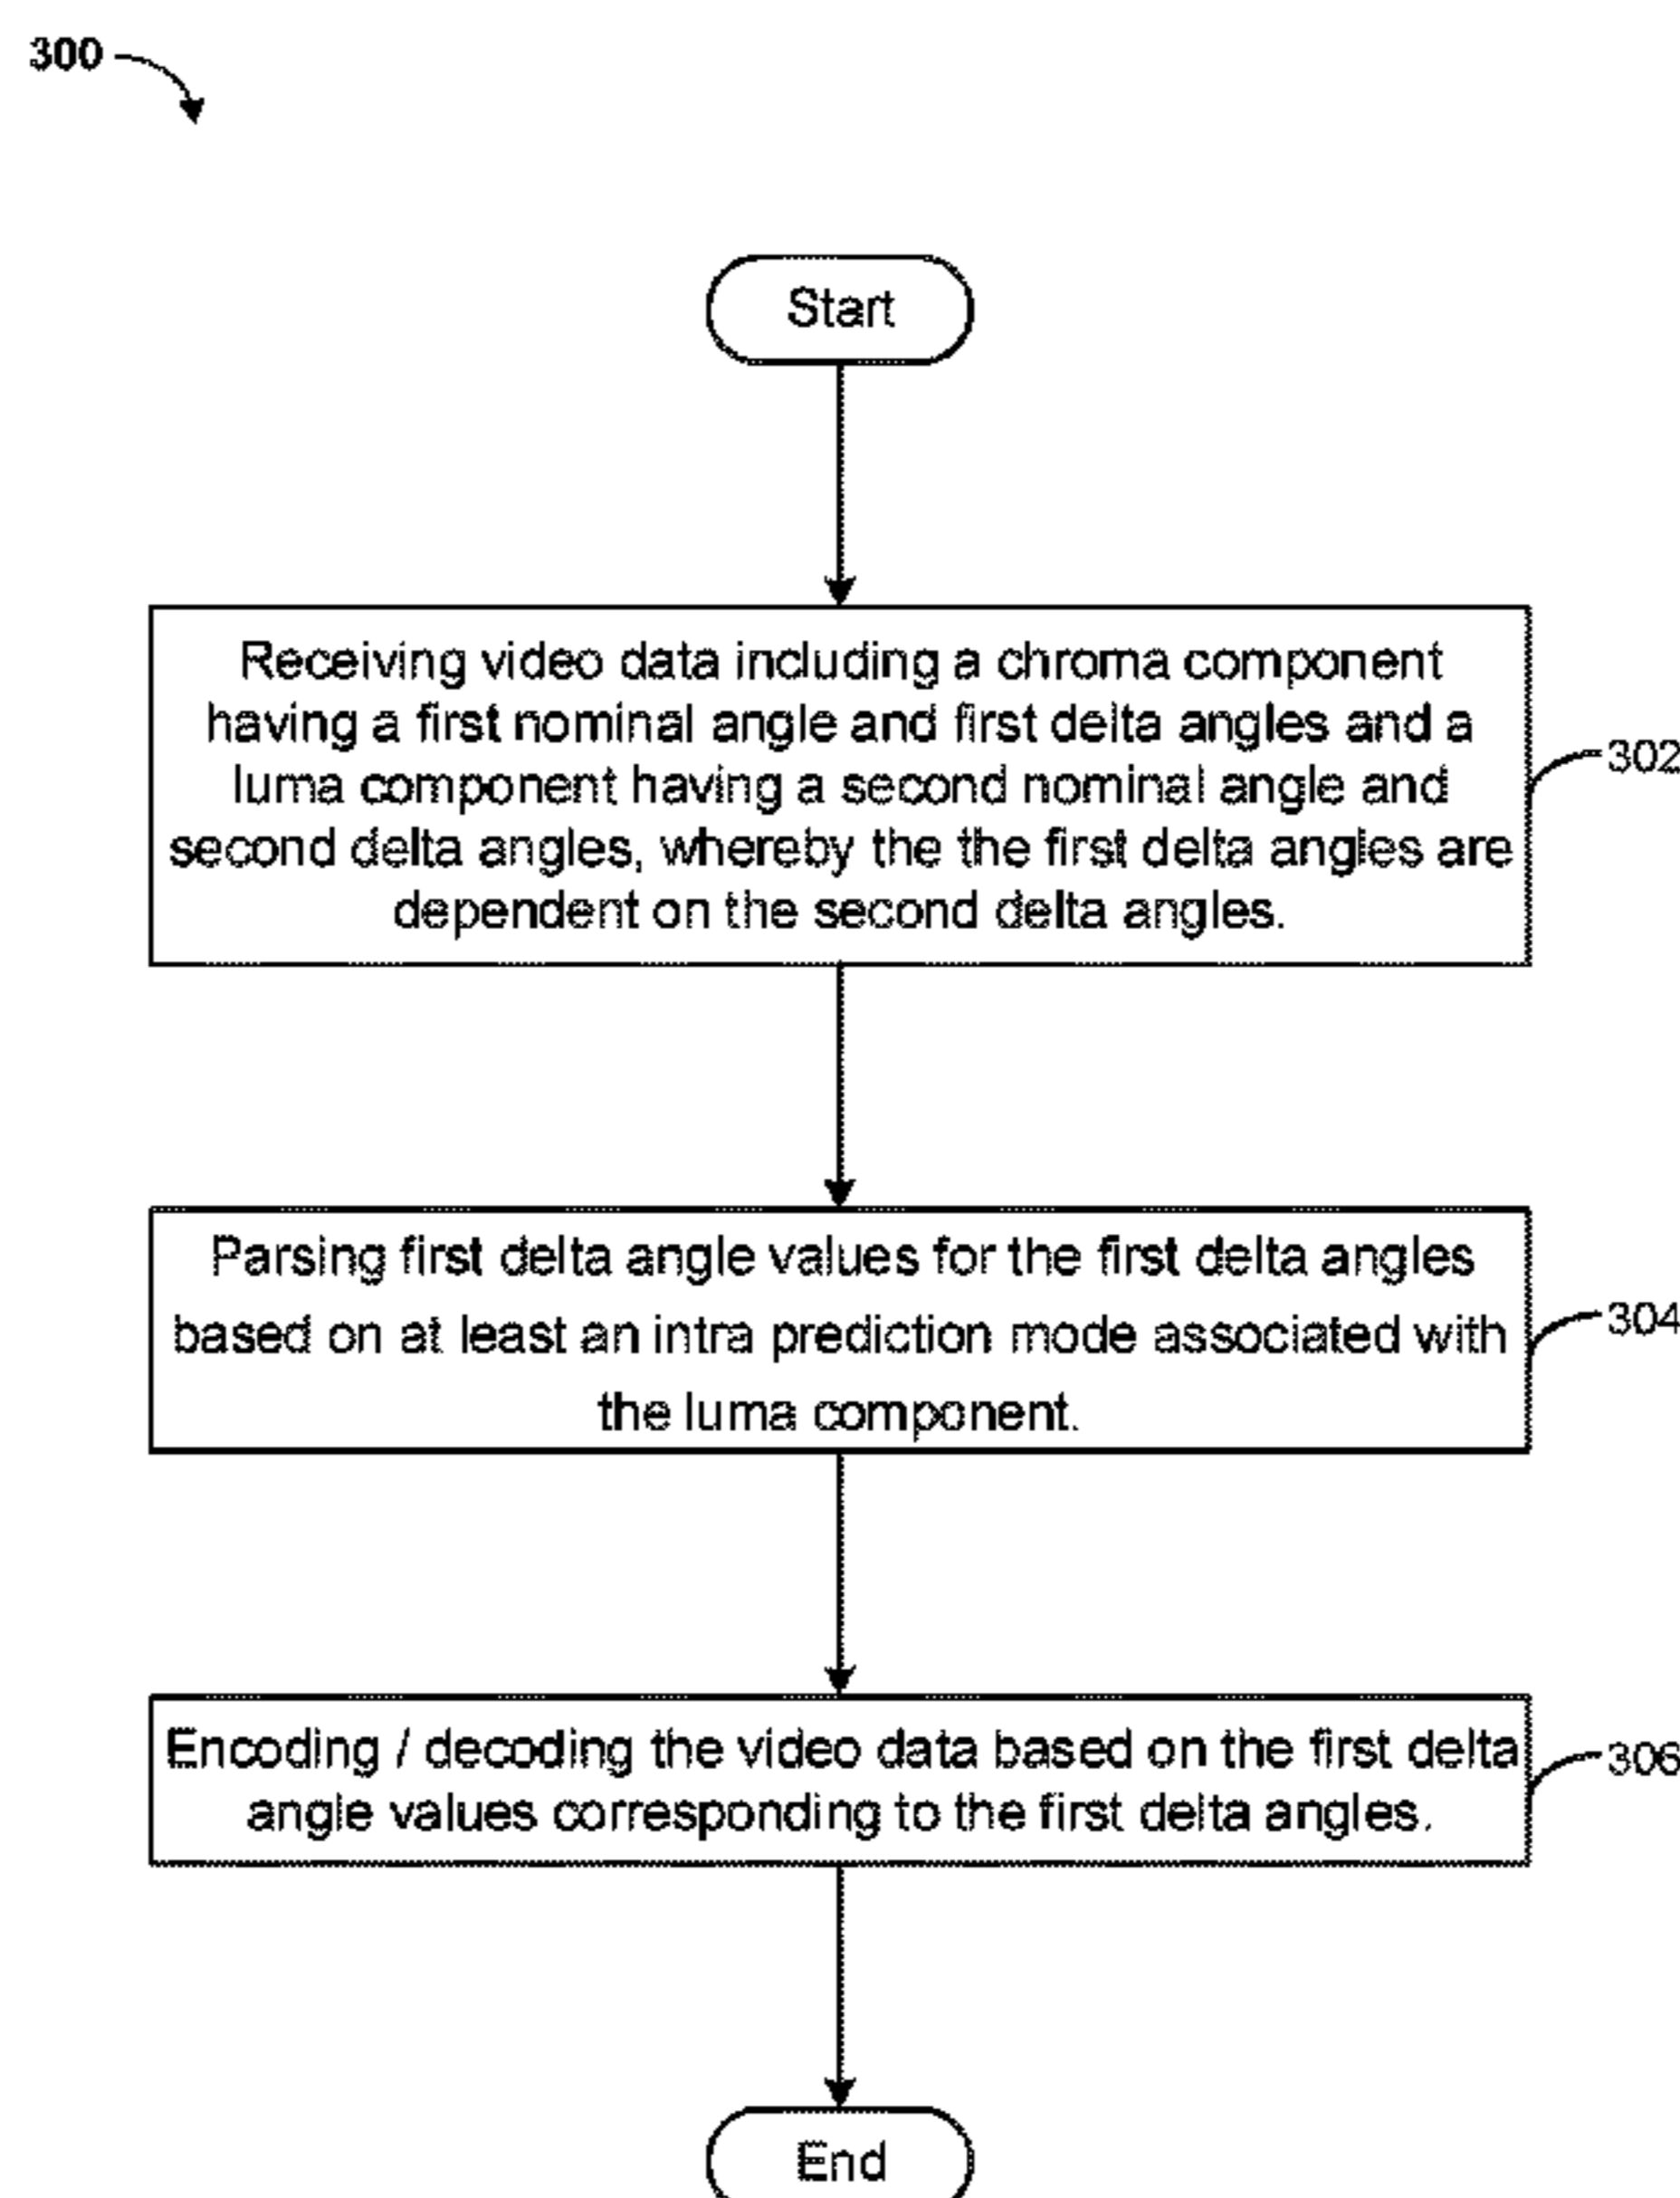 300
Start
Receiving video data including a chroma component
having a first nominal angle and first delta angles and a
luma component having a second nominal angle and
second delta angles, whereby the the first delta angles are
dependent on the second delta angles.
302
Parsing first delta angle values for the first delta angles
based on at least an intra prediction mode associated with
the luma component.
304
Encoding / decoding the video data based on the first delta
angle values corresponding to the first delta angles.
306
End